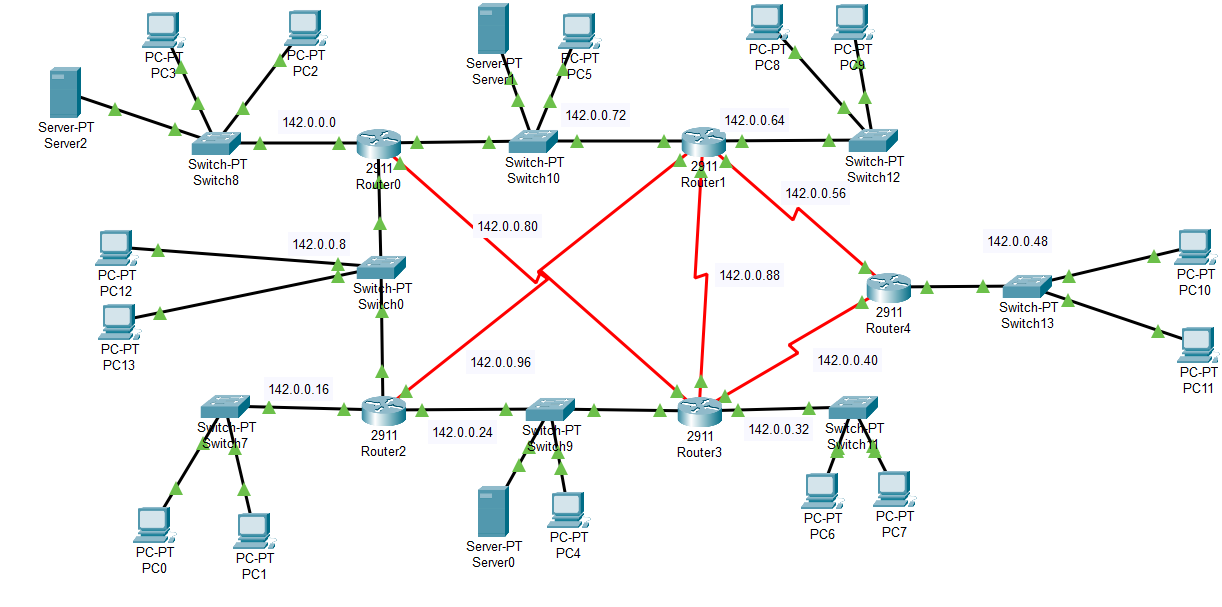 PC-PT
PC3
PC-PT
PC2
Server-PT
Server2
Switch-PT
Switch8
142.0.0.0
2911
Router0
Server-PT
Server1
PC-PT
PC5
142.0.0.72
Switch-PT
Switch10
PC-PT
PC8
PC-PT
PC9
142.0.0.64
2911
Router1
Switch-PT
Switch12
142.0.0.56
142.0.0.80
142.0.0.8
PC-PT
PC12
Switch-PT
Switch0
PC-PT
PC13
142.0.0.88
142.0.0.48
2911
Router4
Switch-PT
Switch13
PC-PT
PC10
PC-PT
PC11
142.0.0.96
142.0.0.40
142.0.0.16
Switch-PT
Switch7
2911
Router2
142.0.0.24
Switch-PT
Switch9
2911
Router3
142.0.0.32
Switch-PT
Switch11
PC-PT
PC0
PC-PT
PC1
Server-PT
Server0
PC-PT
PC4
PC-PT
PC6
PC-PT
PC7